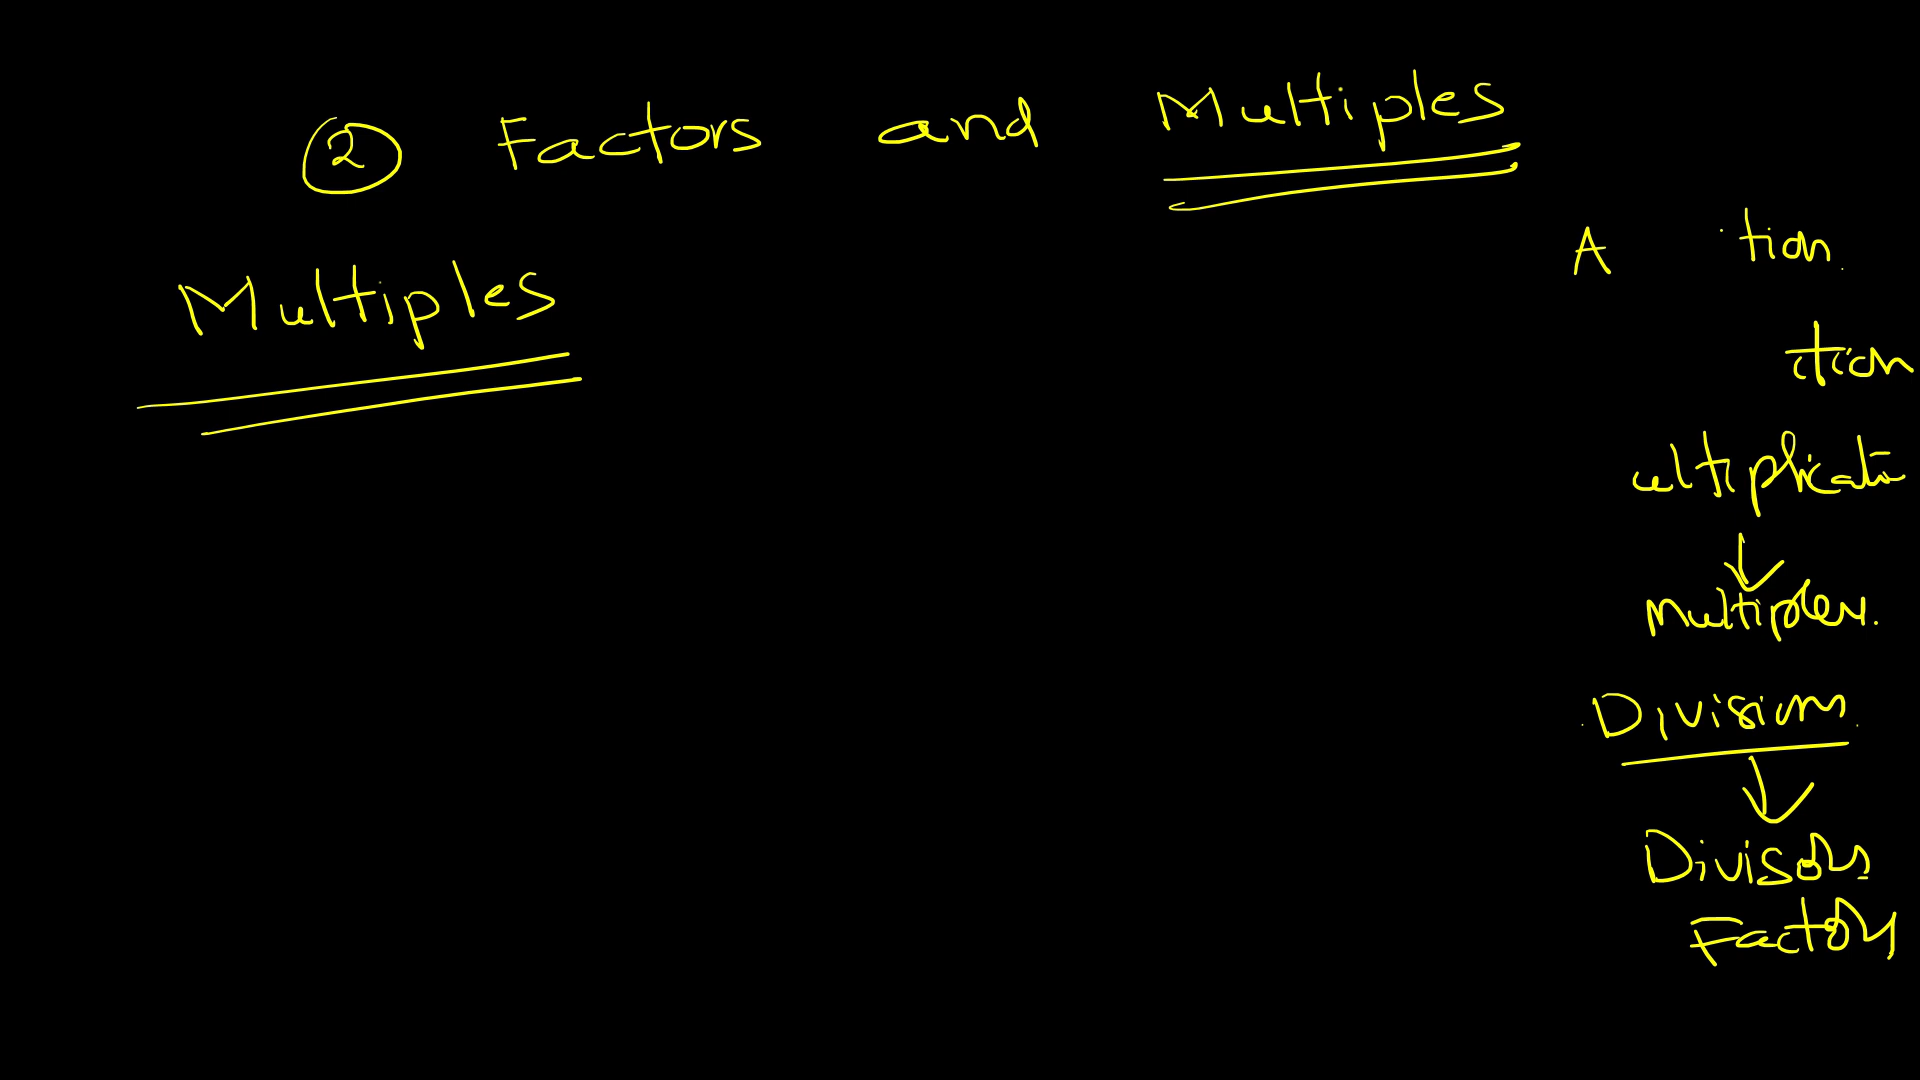 ② Factors and Multiples
Multiples
A tion
ition
ultiplicati
↓
Multiples.
Division
↓
Divisors
Factors